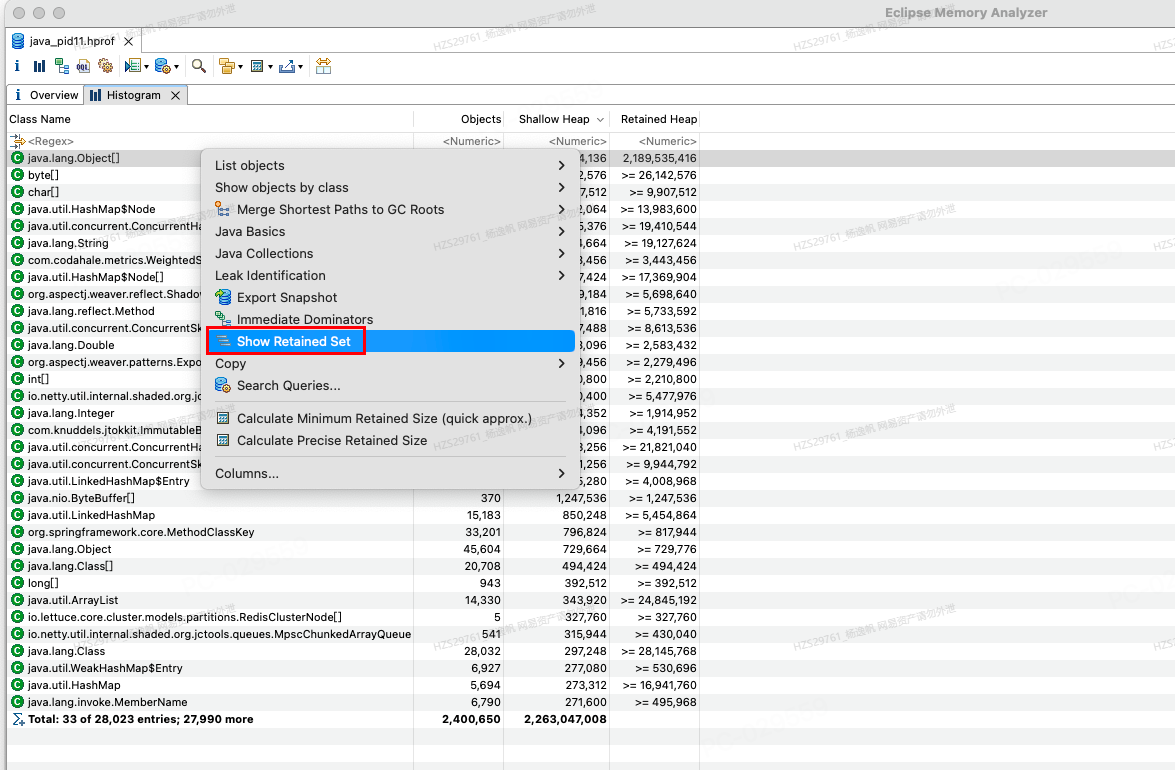 Eclipse Memory Analyzer
java_pid11.hprof
i Overview Histogram
Class Name Objects Shallow Heap Retained Heap
<Regex> <Numeric> <Numeric> <Numeric>
java.lang.Object[] 4,136 2,189,535,416
byte[] 2,576 >= 26,142,576
char[] 7,512 >= 9,907,512
java.util.HashMap$Node 2,064 >= 13,983,600
java.util.concurrent.ConcurrentHa 5,376 >= 19,410,544
java.lang.String 4,664 >= 19,127,624
com.codahale.metrics.WeightedS 3,456 >= 3,443,456
java.util.HashMap$Node[] 7,424 >= 17,369,904
org.aspectj.weaver.reflect.Shadow 9,184 >= 5,698,640
java.lang.reflect.Method 1,816 >= 5,733,592
java.util.concurrent.ConcurrentSk 7,488 >= 8,613,536
java.lang.Double 3,096 >= 2,583,432
org.aspectj.weaver.patterns.Expo 9,456 >= 2,279,496
int[] 0,800 >= 2,210,800
io.netty.util.internal.shaded.org.jc 0,400 >= 5,477,976
java.lang.Integer 4,352 >= 1,914,952
com.knuddels.jtokkit.ImmutableB 4,096 >= 4,191,552
java.util.concurrent.ConcurrentHa 3,256 >= 21,821,040
java.util.concurrent.ConcurrentSk 1,256 >= 9,944,792
java.util.LinkedHashMap$Entry 5,280 >= 4,008,968
java.nio.ByteBuffer[] 370 1,247,536 >= 1,247,536
java.util.LinkedHashMap 15,183 850,248 >= 5,454,864
org.springframework.core.MethodClassKey 33,201 796,824 >= 817,944
java.lang.Object 45,604 729,664 >= 729,776
java.lang.Class[] 20,708 494,424 >= 494,424
long[] 943 392,512 >= 392,512
java.util.ArrayList 14,330 343,920 >= 24,845,192
io.lettuce.core.cluster.models.partitions.RedisClusterNode[] 5 327,760 >= 327,760
io.netty.util.internal.shaded.org.jctools.queues.MpscChunkedArrayQueue 541 315,944 >= 430,040
java.lang.Class 28,032 297,248 >= 28,145,768
java.util.WeakHashMap$Entry 6,927 277,080 >= 530,696
java.util.HashMap 5,694 273,312 >= 16,941,760
java.lang.invoke.MemberName 6,790 271,600 >= 495,968
Total: 33 of 28,023 entries; 27,990 more 2,400,650 2,263,047,008
List objects
Show objects by class
Merge Shortest Paths to GC Roots
Java Basics
Java Collections
Leak Identification
Export Snapshot
Immediate Dominators
Show Retained Set
Copy
Search Queries...
Calculate Minimum Retained Size (quick approx.)
Calculate Precise Retained Size
Columns...
HZS29761_杨逸帆 网易资产请勿外泄